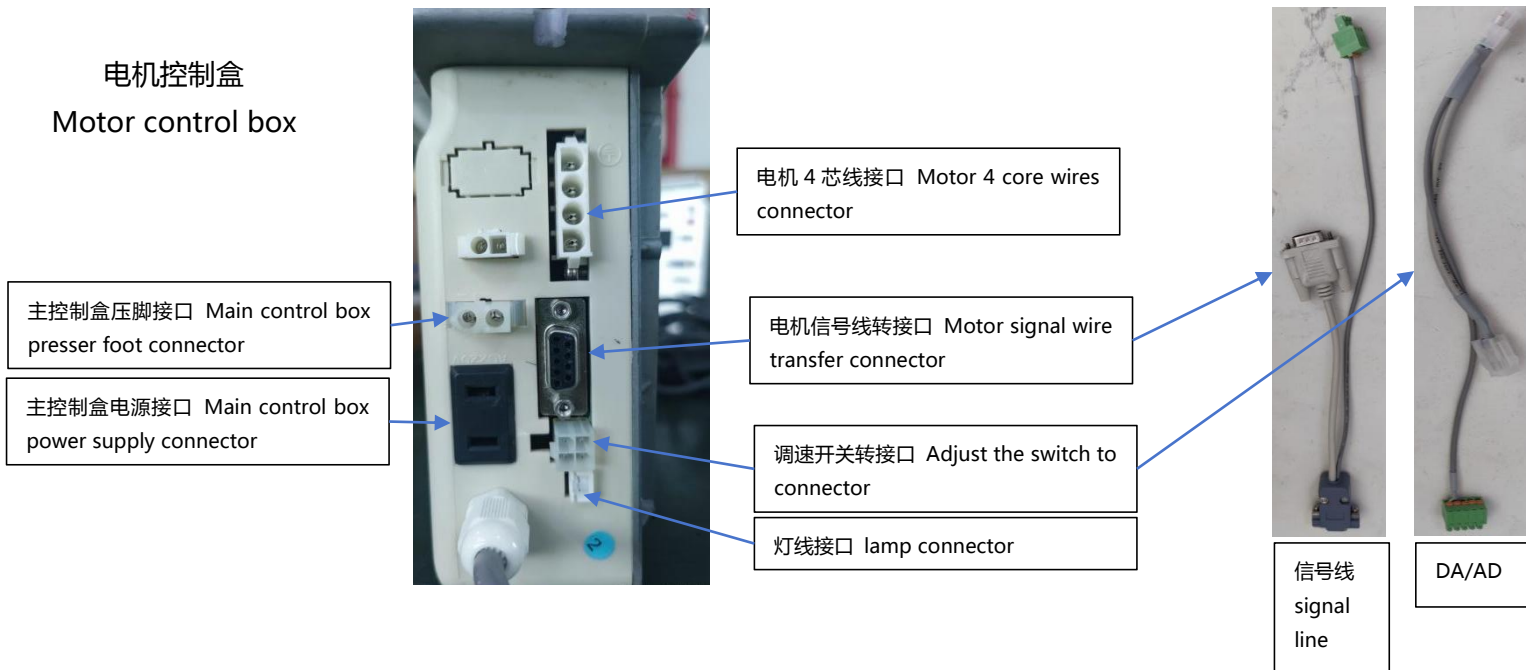 电机控制盒
Motor control box
电机 4 芯线接口 Motor 4 core wires
connector
主控制盒压脚接口 Main control box
presser foot connector
电机信号线转接口 Motor signal wire
transfer connector
主控制盒电源接口 Main control box
power supply connector
调速开关转接口 Adjust the switch to
connector
灯线接口 lamp connector
2
信号线
signal
line
DA/AD